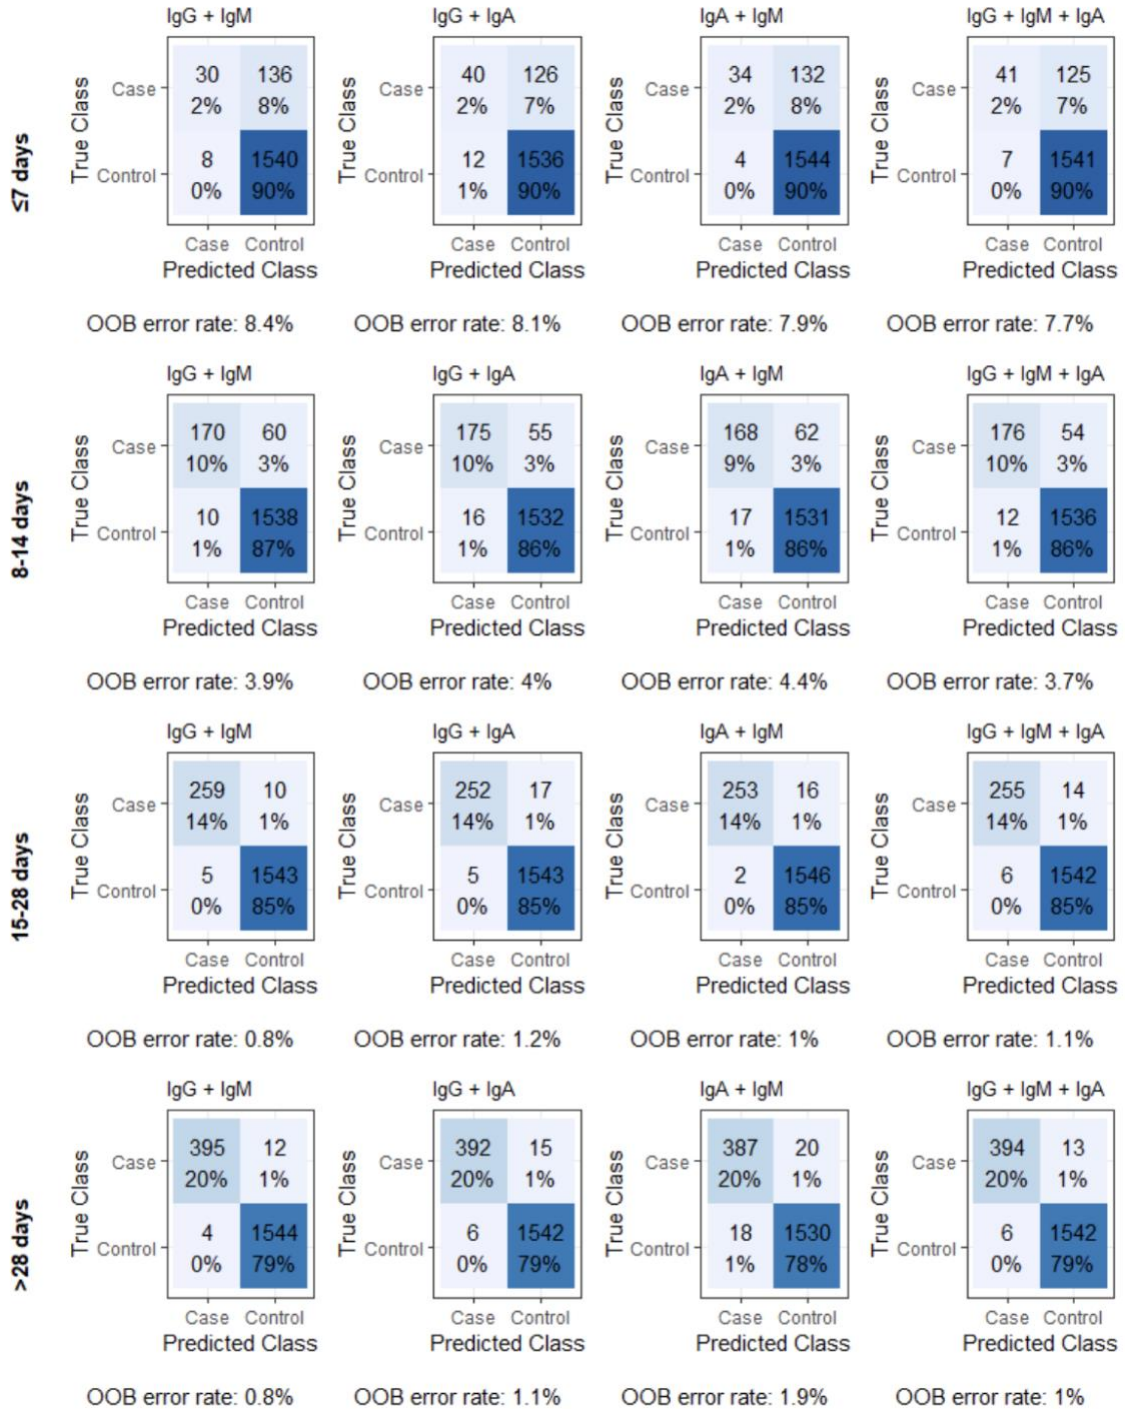 IgG + IgM IgG + IgA IgA + IgM IgG + IgM + IgA
≤7 days
True Class Case 30 136 True Class Case 40 126 True Class Case 34 132 True Class Case 41 125
2% 8% 2% 7% 2% 8% 2% 7%
Control 8 1540 Control 12 1536 Control 4 1544 Control 7 1541
0% 90% 1% 90% 0% 90% 0% 90%
Case Control Case Control Case Control Case Control
Predicted Class Predicted Class Predicted Class Predicted Class
OOB error rate: 8.4% OOB error rate: 8.1% OOB error rate: 7.9% OOB error rate: 7.7%
IgG + IgM IgG + IgA IgA + IgM IgG + IgM + IgA
8-14 days
True Class Case 170 60 True Class Case 175 55 True Class Case 168 62 True Class Case 176 54
10% 3% 10% 3% 9% 3% 10% 3%
Control 10 1538 Control 16 1532 Control 17 1531 Control 12 1536
1% 87% 1% 86% 1% 86% 1% 86%
Case Control Case Control Case Control Case Control
Predicted Class Predicted Class Predicted Class Predicted Class
OOB error rate: 3.9% OOB error rate: 4% OOB error rate: 4.4% OOB error rate: 3.7%
IgG + IgM IgG + IgA IgA + IgM IgG + IgM + IgA
15-28 days
True Class Case 259 10 True Class Case 252 17 True Class Case 253 16 True Class Case 255 14
14% 1% 14% 1% 14% 1% 14% 1%
Control 5 1543 Control 5 1543 Control 2 1546 Control 6 1542
0% 85% 0% 85% 0% 85% 0% 85%
Case Control Case Control Case Control Case Control
Predicted Class Predicted Class Predicted Class Predicted Class
OOB error rate: 0.8% OOB error rate: 1.2% OOB error rate: 1% OOB error rate: 1.1%
IgG + IgM IgG + IgA IgA + IgM IgG + IgM + IgA
>28 days
True Class Case 395 12 True Class Case 392 15 True Class Case 387 20 True Class Case 394 13
20% 1% 20% 1% 20% 1% 20% 1%
Control 4 1544 Control 6 1542 Control 18 1530 Control 6 1542
0% 79% 0% 79% 1% 78% 0% 79%
Case Control Case Control Case Control Case Control
Predicted Class Predicted Class Predicted Class Predicted Class
OOB error rate: 0.8% OOB error rate: 1.1% OOB error rate: 1.9% OOB error rate: 1%